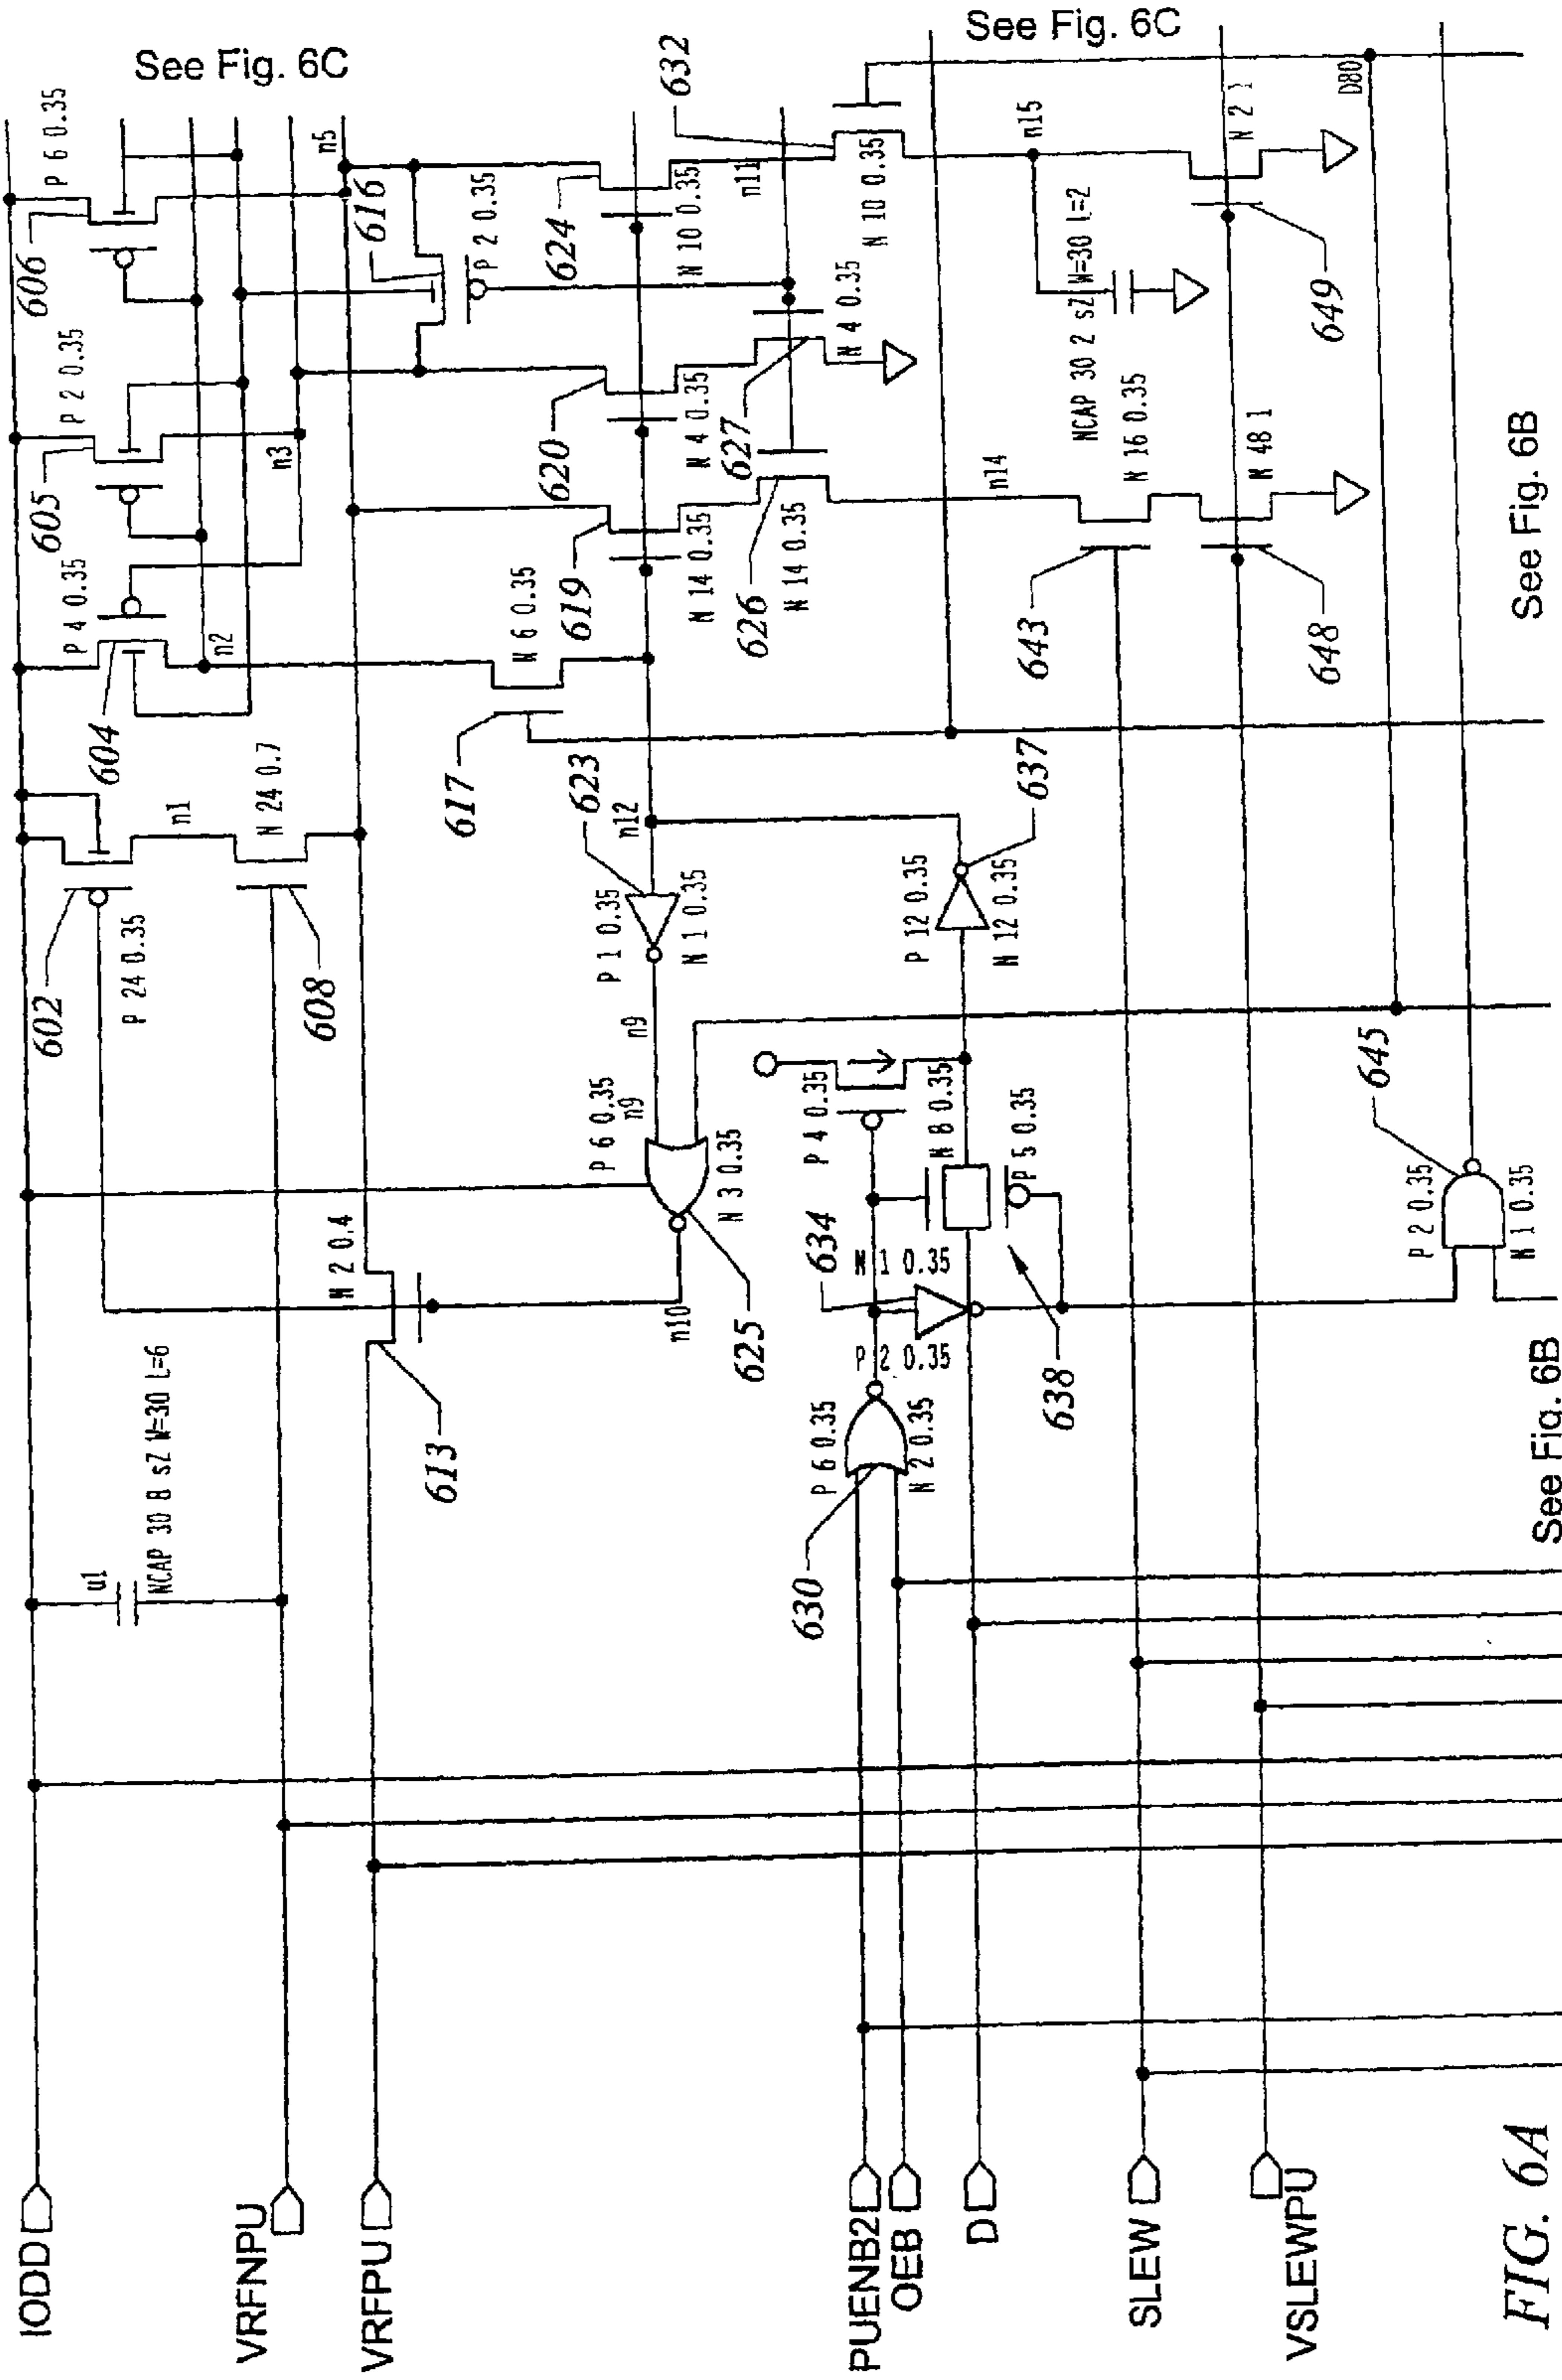 See Fig. 6C
See Fig. 6C
IODD
VRFNPU
VRFPU
PUENB2
OEB
D
SLEW
VSLEWPU
u1
NCAP 30 8 sZ W=30 L=6
602
P 24 0.35
n1
N 24 0.7
608
604
P 4 0.35
n2
605
P 2 0.35
n3
606
P 6 0.35
n5
616
P 2 0.35
613
N 2 0.4
n10
625
P 6 0.35
n9
N 3 0.35
n9
P 1 0.35
N 1 0.35
623
n12
617
N 6 0.35
619
N 14 0.35
620
N 4 0.35
624
N 10 0.35
n11
626
N 14 0.35
627
N 4 0.35
632
N 10 0.35
n14
n15
NCAP 30 2 sZ W=30 L=2
643
N 16 0.35
648
N 48 1
649
N 2 1
D80
630
P 6 0.35
N 2 0.35
634
N 1 0.35
P 2 0.35
638
P 4 0.35
N 8 0.35
P 5 0.35
P 12 0.35
N 12 0.35
637
645
P 2 0.35
N 1 0.35
See Fig. 6B
See Fig. 6B
FIG. 6A